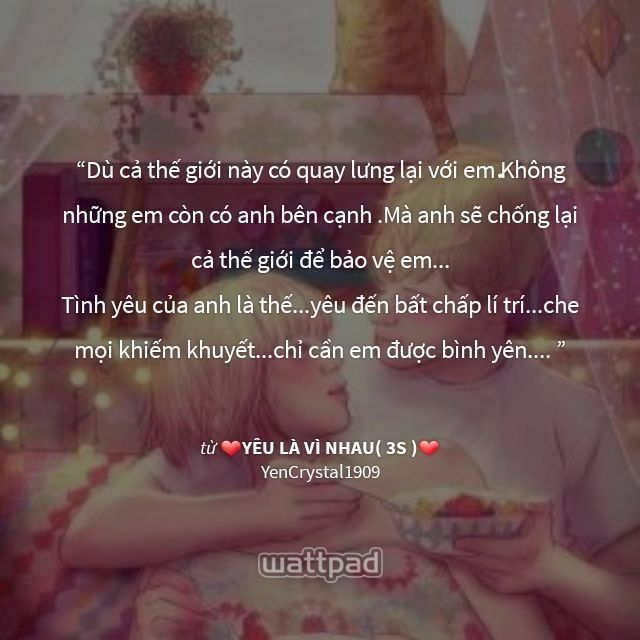 “Dù cả thế giới này có quay lưng lại với em.Không
những em còn có anh bên cạnh .Mà anh sẽ chống lại
cả thế giới để bảo vệ em...
Tình yêu của anh là thế...yêu đến bất chấp lí trí...che
mọi khiếm khuyết...chỉ cần em được bình yên.... ”
từ ❤YÊU LÀ VÌ NHAU( 3S )❤
YenCrystal1909
wattpad